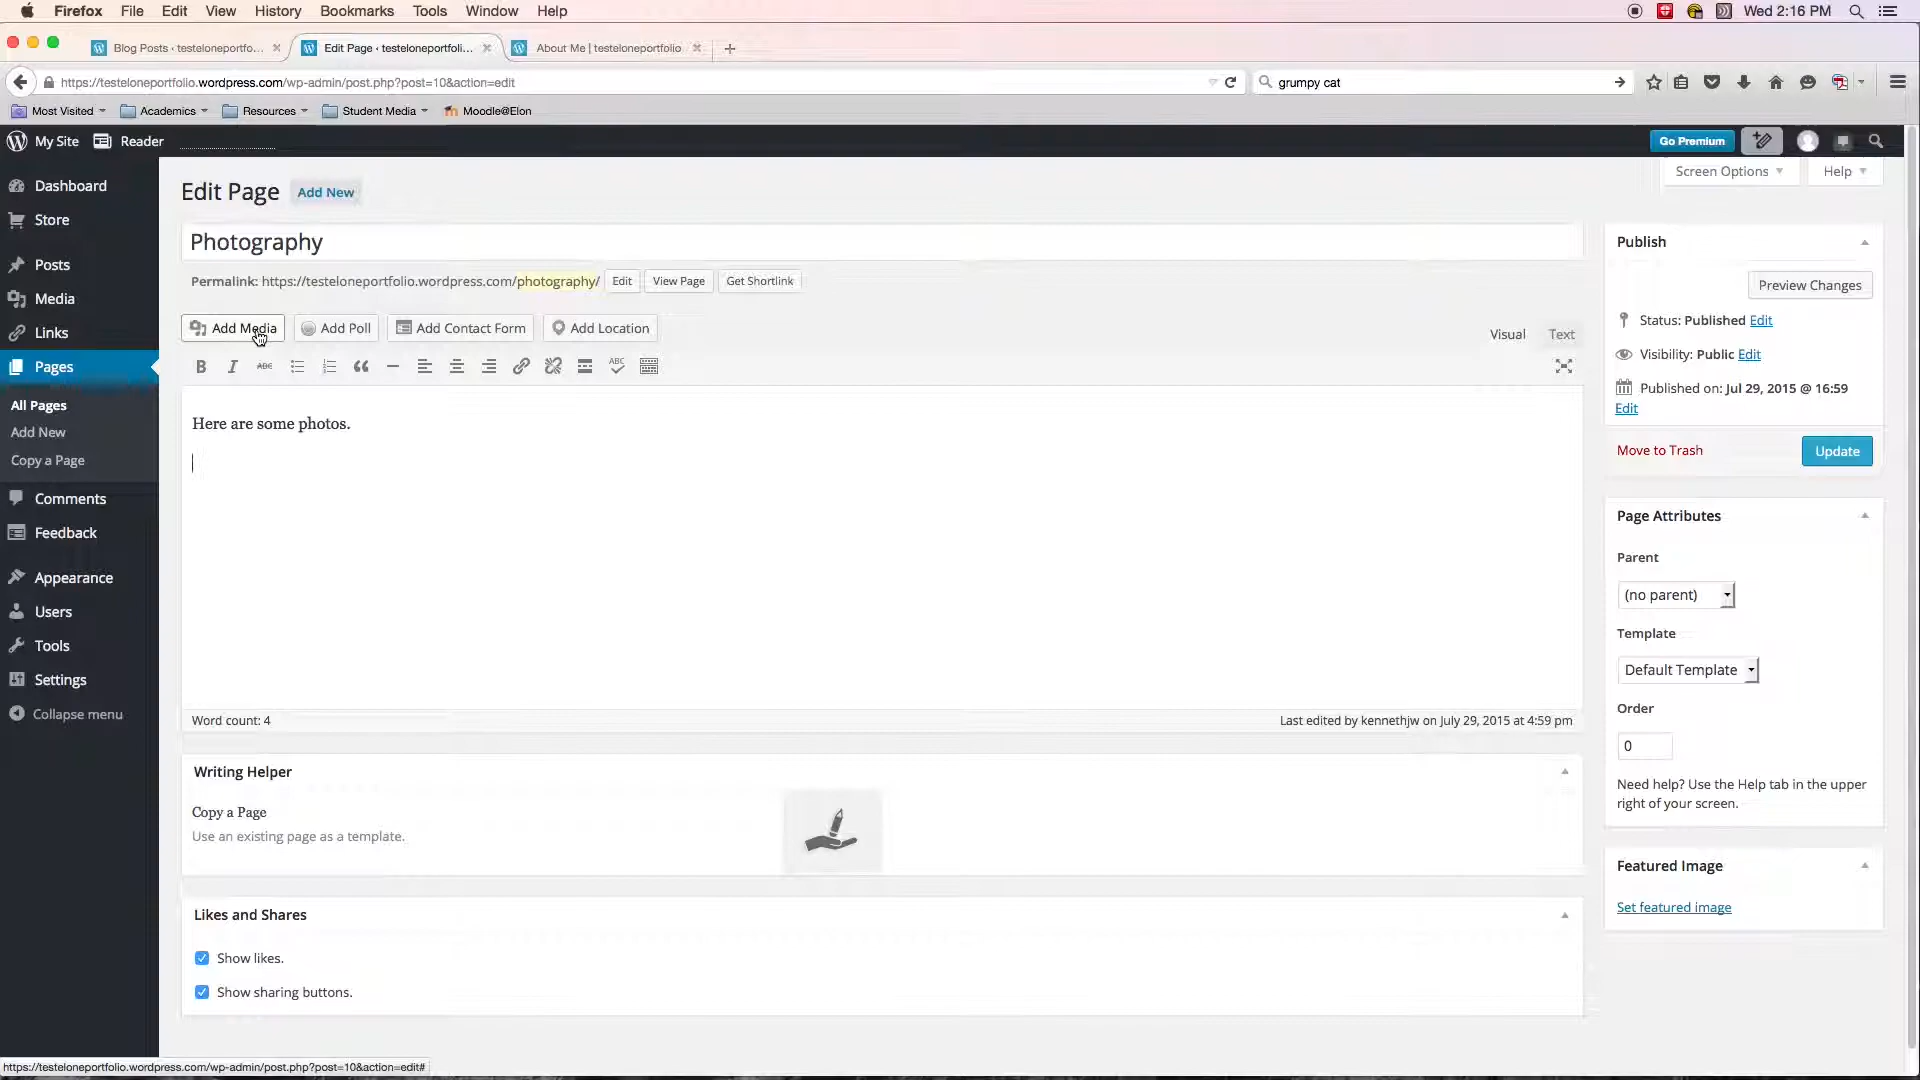 Firefox File Edit View History Bookmarks Tools Window Help Wed 2:16 PM
Blog Posts ‹ testeloneportfo... Edit Page ‹ testeloneportfoli... About Me | testeloneportfolio
https://testeloneportfolio.wordpress.com/wp-admin/post.php?post=10&action=edit grumpy cat
Most Visited Academics Resources Student Media Moodle@Elon
My Site Reader Go Premium
Dashboard
Store
Posts
Media
Links
Pages
All Pages
Add New
Copy a Page
Comments
Feedback
Appearance
Users
Tools
Settings
Collapse menu
Screen Options Help
Edit Page Add New
Photography
Permalink: https://testeloneportfolio.wordpress.com/photography/ Edit View Page Get Shortlink
Add Media Add Poll Add Contact Form Add Location
Visual Text
B I ABC ABC
Here are some photos.
Word count: 4 Last edited by kennethjw on July 29, 2015 at 4:59 pm
Writing Helper
Copy a Page
Use an existing page as a template.
Likes and Shares
Show likes.
Show sharing buttons.
Publish
Preview Changes
Status: Published Edit
Visibility: Public Edit
Published on: Jul 29, 2015 @ 16:59
Edit
Move to Trash Update
Page Attributes
Parent
(no parent)
Template
Default Template
Order
0
Need help? Use the Help tab in the upper
right of your screen.
Featured Image
Set featured image
https://testeloneportfolio.wordpress.com/wp-admin/post.php?post=10&action=edit#